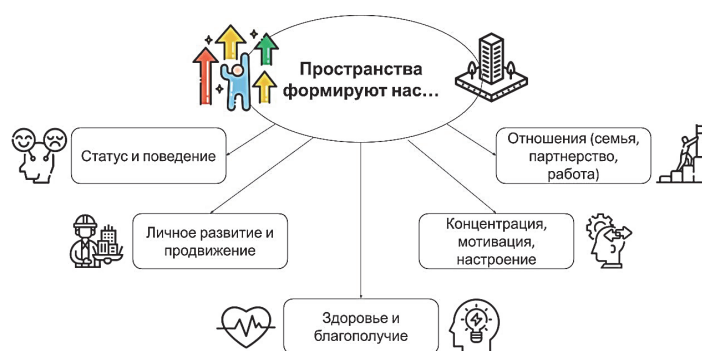 Пространства
формируют нас…
Статус и поведение
Отношения (семья,
партнерство,
работа)
Личное развитие и
продвижение
Концентрация,
мотивация,
настроение
Здоровье и
благополучие